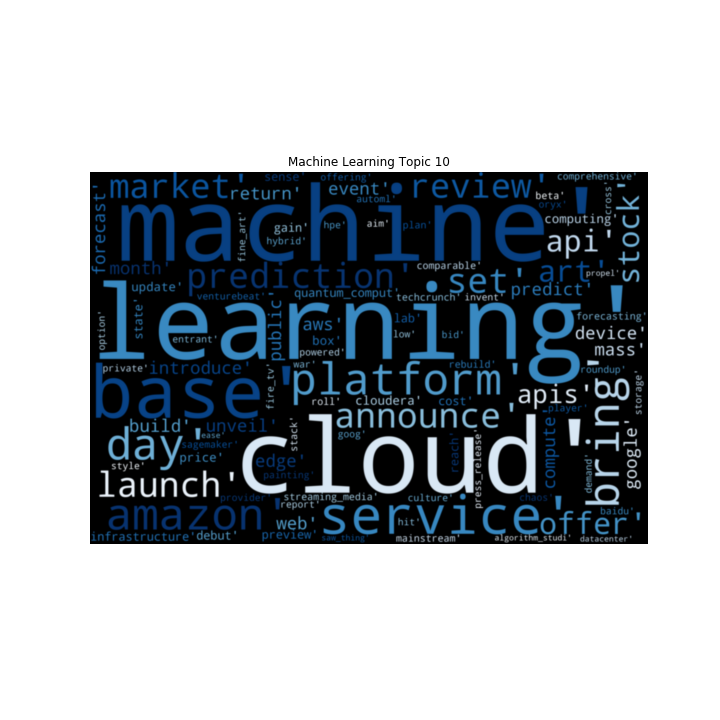 Machine Learning Topic 10
machine'
learning'
cloud'
base'
service'
platform'
amazon'
prediction'
market'
review'
return'
event'
sense'
offering'
automl'
comprehensive'
beta'
oryx'
cross'
stock'
forecast'
fine_art'
gain'
hybrid'
hpe'
aim'
plan'
computing'
api'
month'
comparable'
set'
art'
propel'
update'
predict'
venturebeat'
quantum_comput'
techcrunch'
invent'
option'
state'
public'
aws'
lab'
low'
bid'
forecasting'
device'
mass'
entrant'
box'
powered'
private'
introduce'
fire_tv'
war'
rebuild'
roundup'
apis'
bring'
storage'
google'
roll'
cloudera'
cost'
player'
announce'
build'
unveil'
day'
ease'
sagemaker'
price'
stack'
goog'
reach'
press_release'
compute'
demand'
style'
edge'
painting'
launch'
provider'
streaming_media'
culture'
chaos'
report'
baidu'
web'
hit'
offer'
infrastructure'
debut'
preview'
saw_thing'
mainstream'
algorithm_studi'
datacenter'